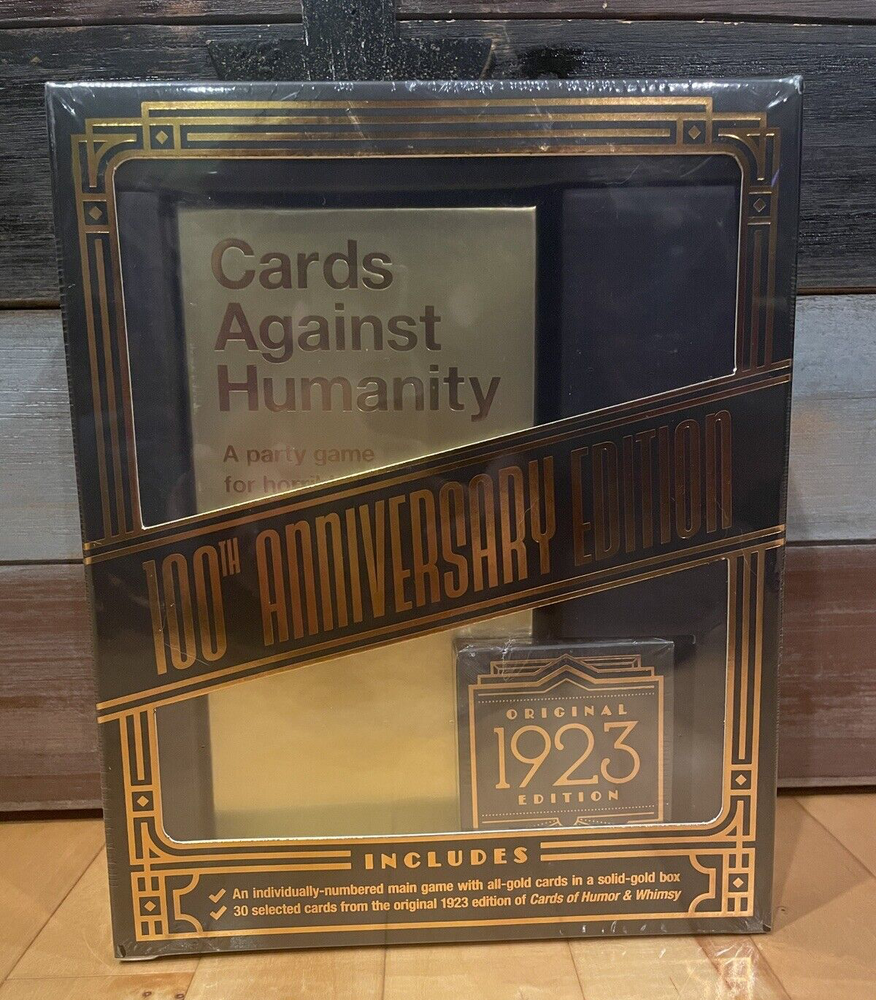 Cards
Against
Humanity
A party game
for
100TH ANNIVERSARY EDITION
ORIGINAL
1923
EDITION
INCLUDES
An individually-numbered main game with all-gold cards in a solid-gold box
30 selected cards from the original 1923 edition of Cards of Humor & Whimsy